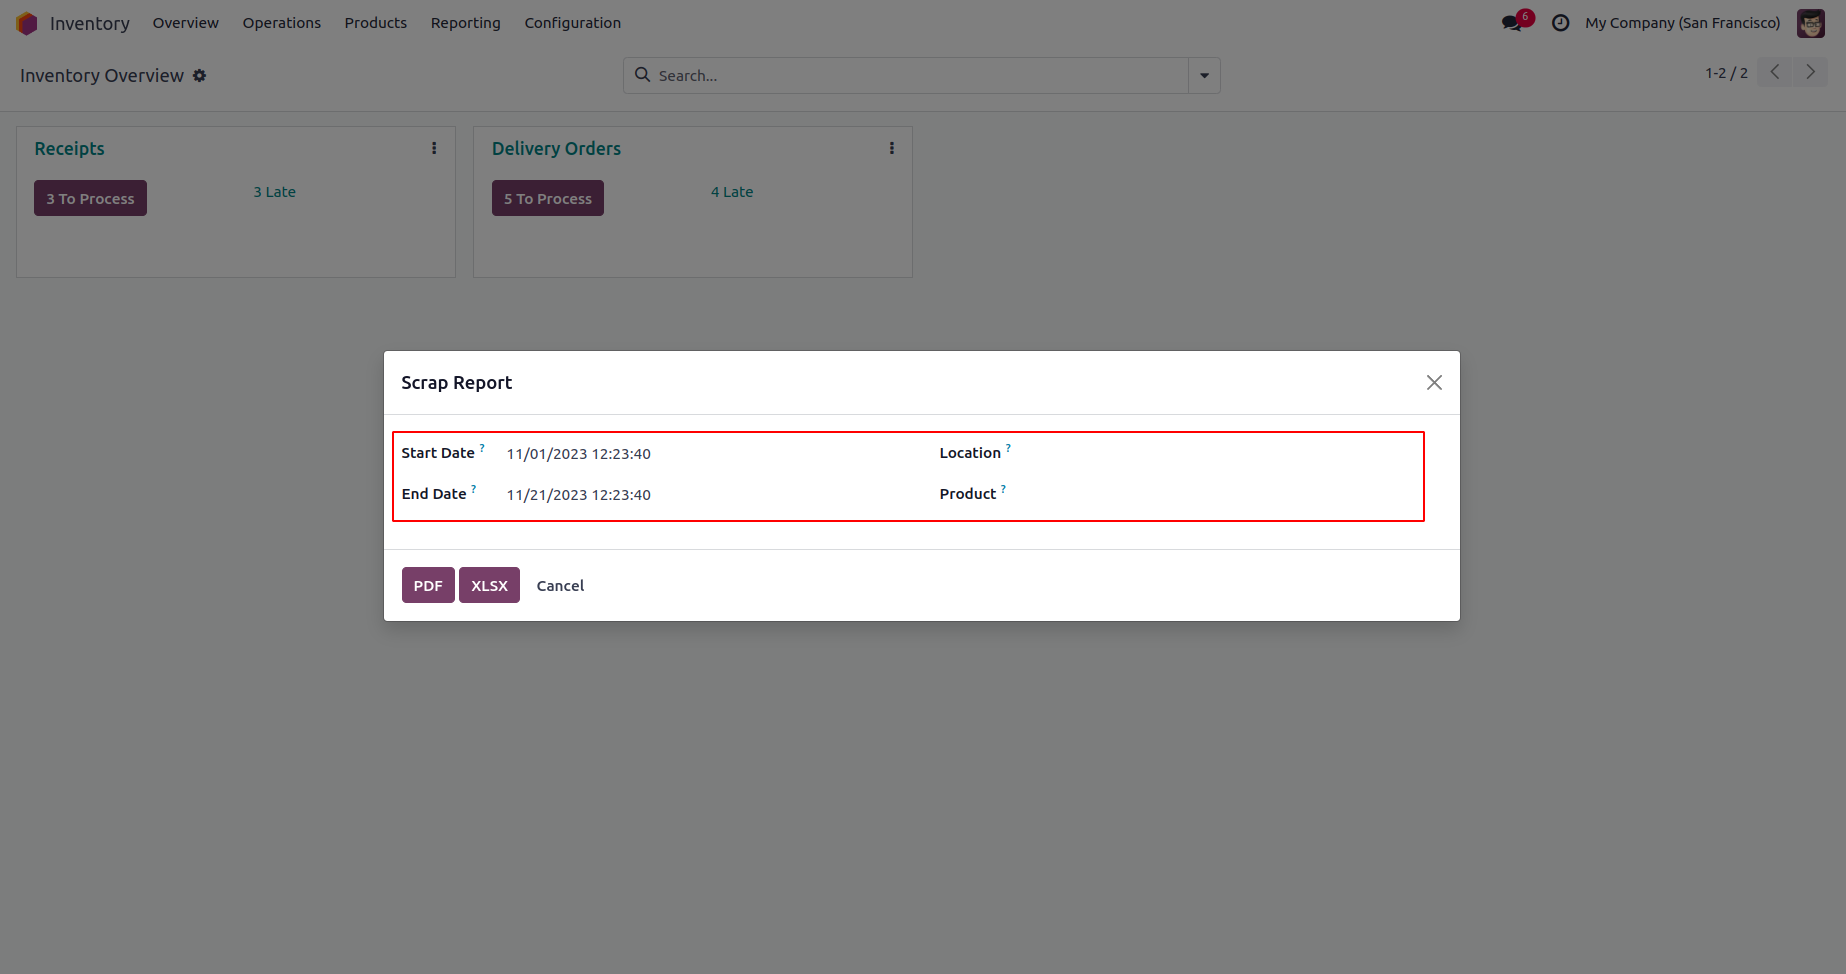 Inventory Overview Operations Products Reporting Configuration 6 My Company (San Francisco)
Inventory Overview Search... 1-2 / 2
Receipts Delivery Orders
3 To Process 3 Late 5 To Process 4 Late
Scrap Report
Start Date ? 11/01/2023 12:23:40 Location ?
End Date ? 11/21/2023 12:23:40 Product ?
PDF XLSX Cancel